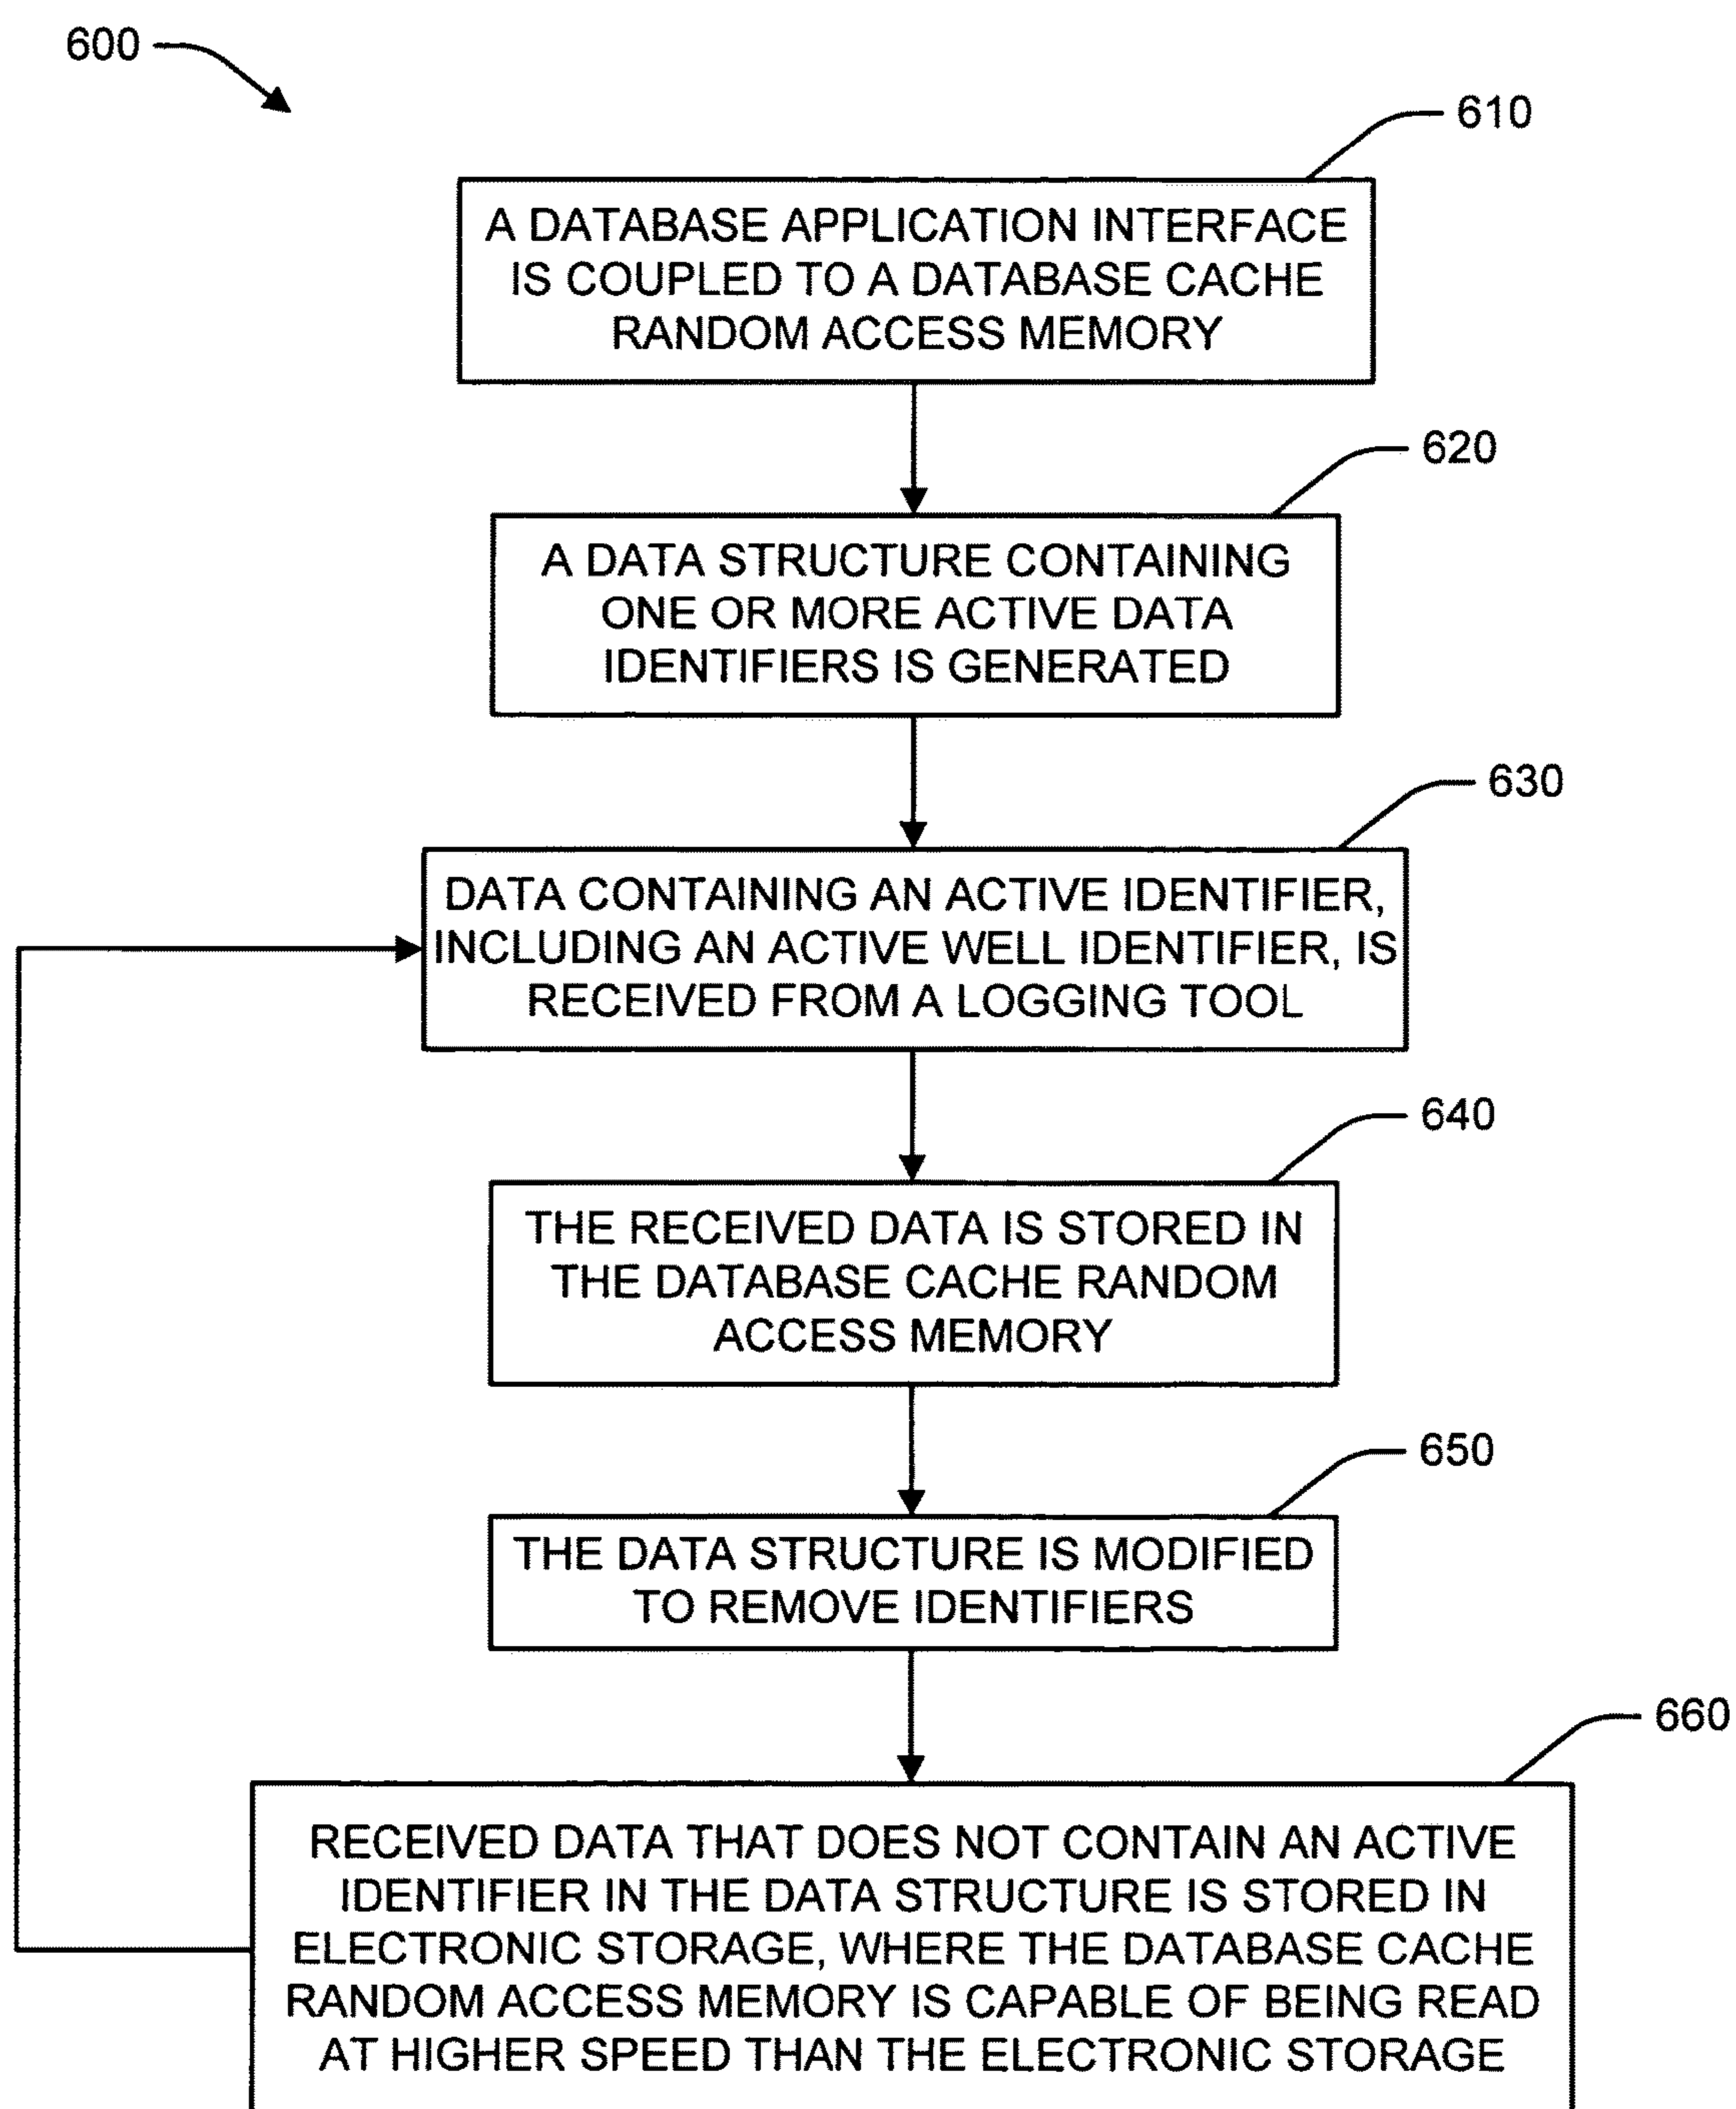 600
610
A DATABASE APPLICATION INTERFACE
IS COUPLED TO A DATABASE CACHE
RANDOM ACCESS MEMORY
620
A DATA STRUCTURE CONTAINING
ONE OR MORE ACTIVE DATA
IDENTIFIERS IS GENERATED
630
DATA CONTAINING AN ACTIVE IDENTIFIER,
INCLUDING AN ACTIVE WELL IDENTIFIER, IS
RECEIVED FROM A LOGGING TOOL
640
THE RECEIVED DATA IS STORED IN
THE DATABASE CACHE RANDOM
ACCESS MEMORY
650
THE DATA STRUCTURE IS MODIFIED
TO REMOVE IDENTIFIERS
660
RECEIVED DATA THAT DOES NOT CONTAIN AN ACTIVE
IDENTIFIER IN THE DATA STRUCTURE IS STORED IN
ELECTRONIC STORAGE, WHERE THE DATABASE CACHE
RANDOM ACCESS MEMORY IS CAPABLE OF BEING READ
AT HIGHER SPEED THAN THE ELECTRONIC STORAGE